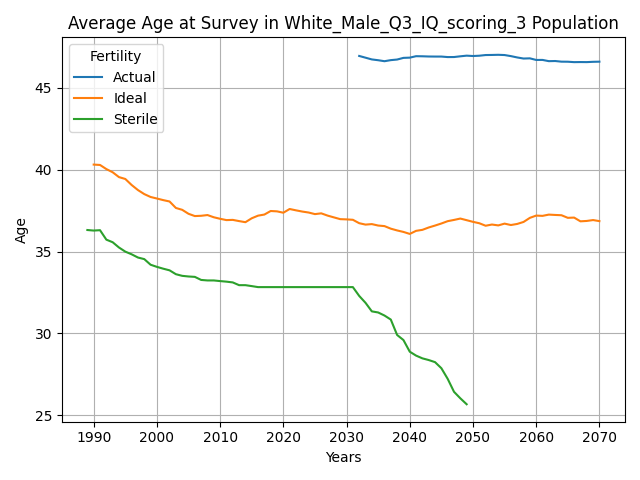 Average Age at Survey in White_Male_Q3_IQ_scoring_3 Population
Fertility
Actual
Ideal
Sterile
Age
45
40
35
30
25
1990 2000 2010 2020 2030 2040 2050 2060 2070
Years